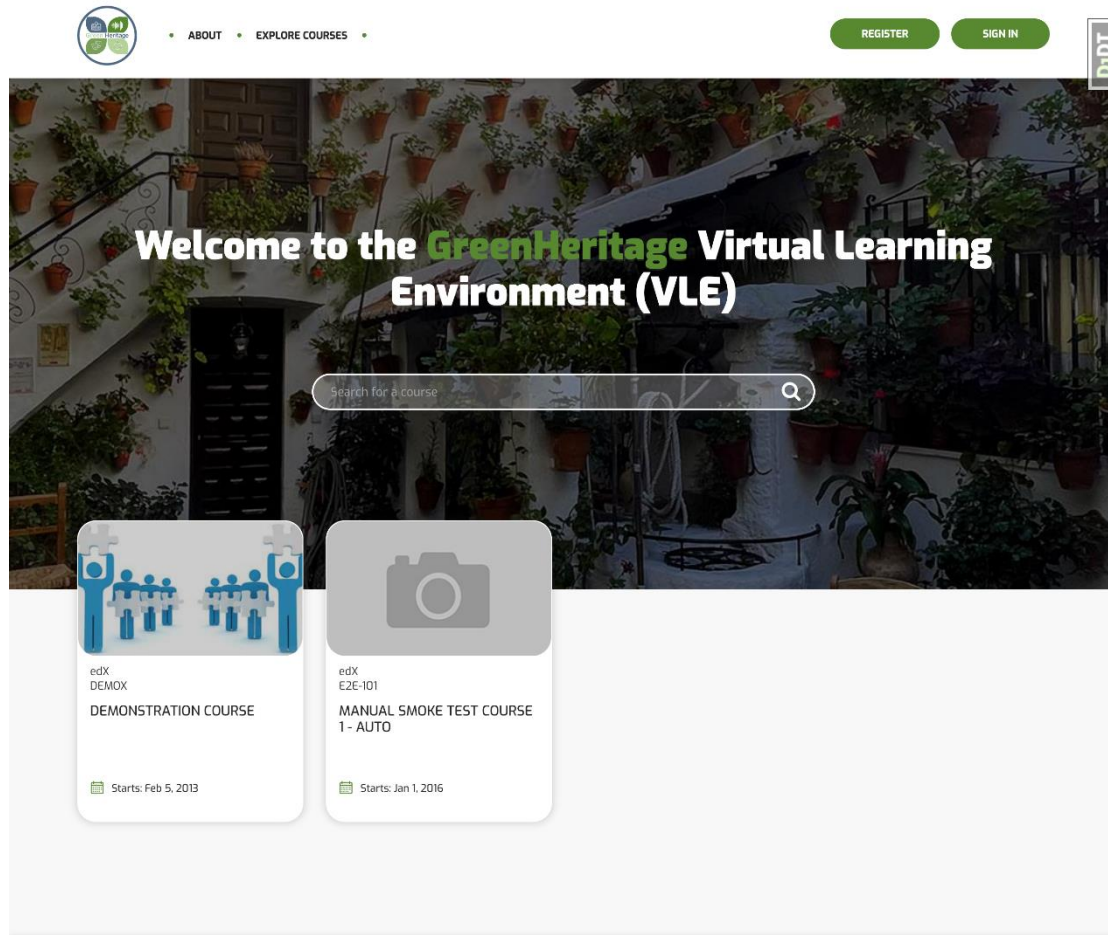 Green Heritage
ABOUT
EXPLORE COURSES
REGISTER
SIGN IN
Welcome to the GreenHeritage Virtual Learning
Environment (VLE)
Search for a course
edX
DEMOX
DEMONSTRATION COURSE
Starts: Feb 5, 2013
edX
E2E-101
MANUAL SMOKE TEST COURSE
1 - AUTO
Starts: Jan 1, 2016